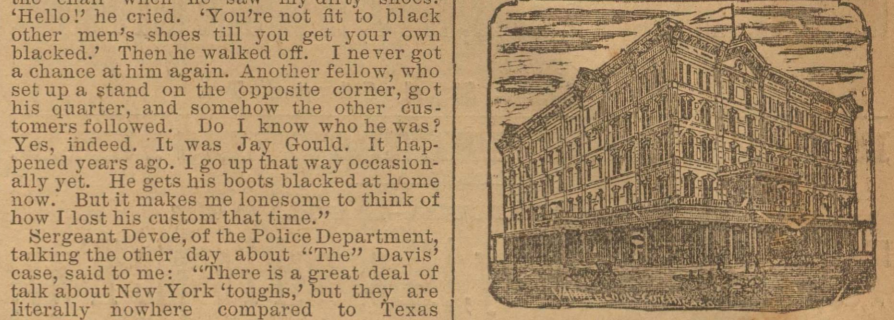 the chair when he saw my dirty shoes.
'Hello!' he cried. 'You're not fit to black
other men's shoes till you get your own
blacked.' Then he walked off. I never got
a chance at him again. Another fellow, who
set up a stand on the opposite corner, got
his quarter, and somehow the other cus-
tomers followed. Do I know who he was?
Yes, indeed. It was Jay Gould. It hap-
pened years ago. I go up that way occasion-
ally yet. He gets his boots blacked at home
now. But it makes me lonesome to think of
how I lost his custom that time."
Sergeant Devoe, of the Police Department,
talking the other day about "The" Davis'
case, said to me: "There is a great deal of
talk about New York 'toughs,' but they are
literally nowhere compared to Texas